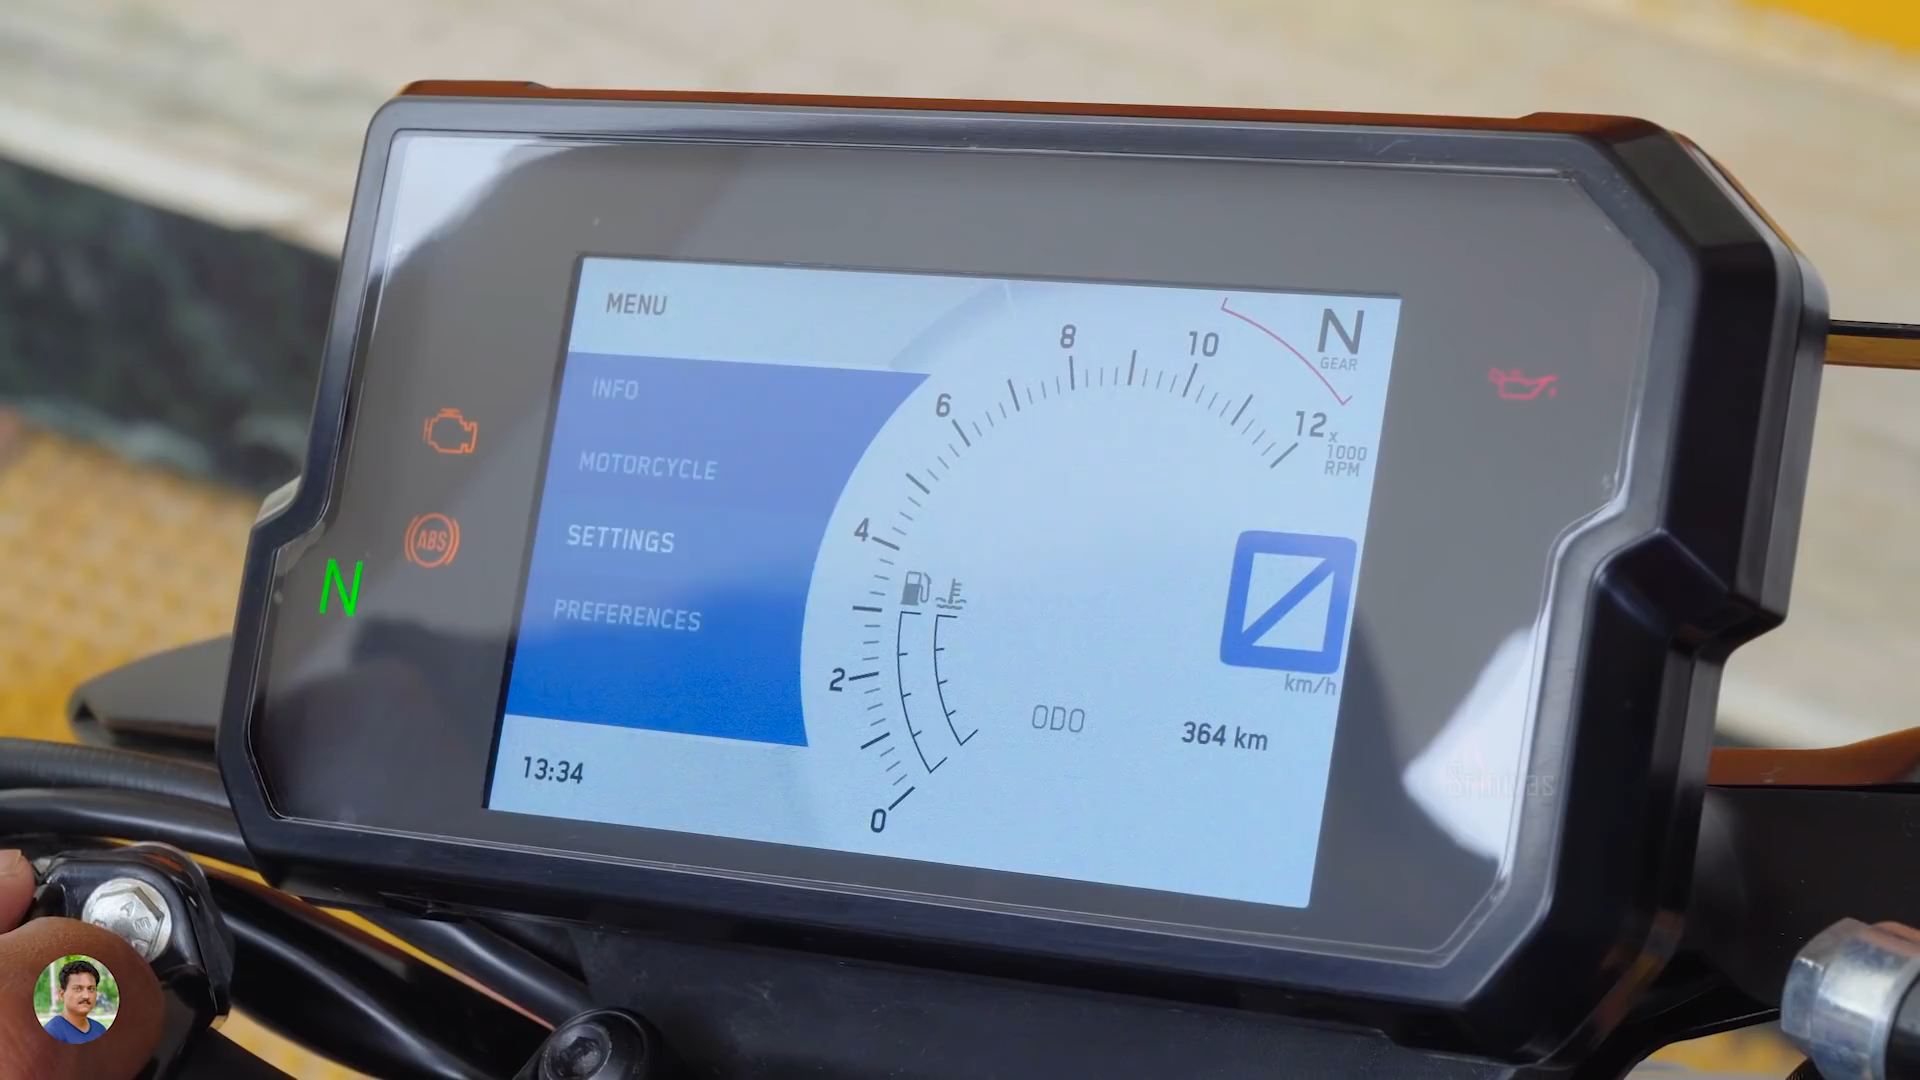 MENU
INFO
MOTORCYCLE
SETTINGS
PREFERENCES
13:34
N
GEAR
0
2
4
6
8
10
12
x
1000
RPM
km/h
ODO
364 km
ABS
N
Srinivas